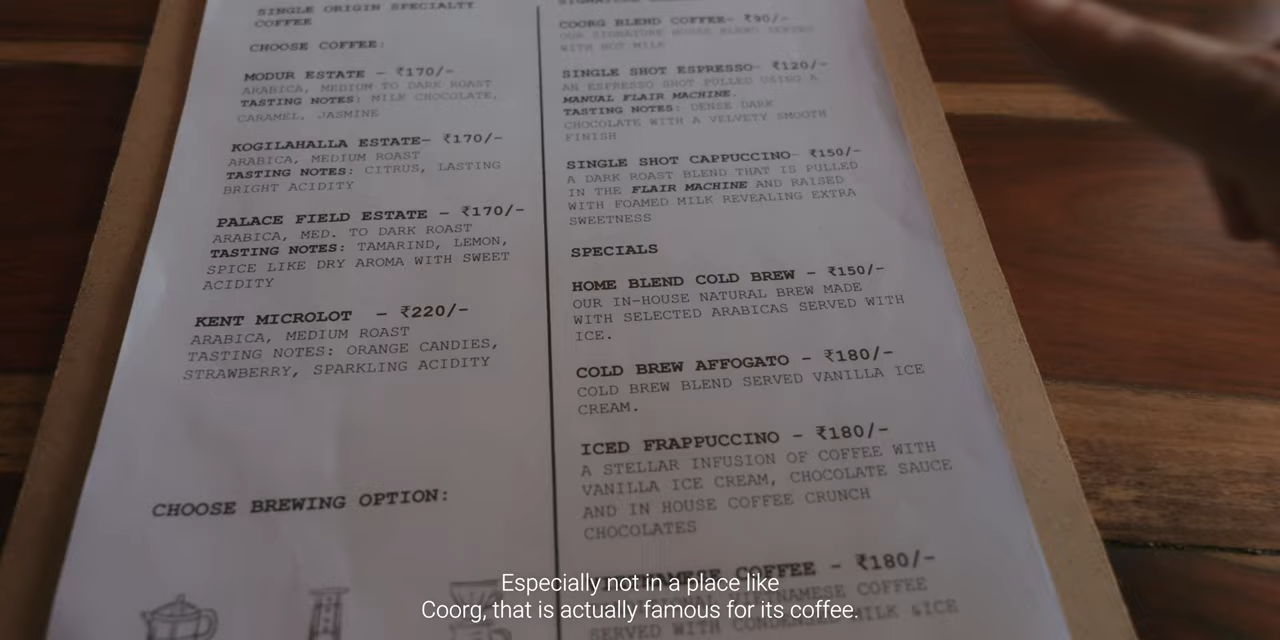 SINGLE ORIGIN SPECIALTY
COFFEE
CHOOSE COFFEE:
MODUR ESTATE – ₹170/-
ARABICA, MEDIUM TO DARK ROAST
TASTING NOTES: MILK CHOCOLATE,
CARAMEL, JASMINE
KOGILAHALLA ESTATE– ₹170/-
ARABICA, MEDIUM ROAST
TASTING NOTES: CITRUS, LASTING
BRIGHT ACIDITY
PALACE FIELD ESTATE – ₹170/-
ARABICA, MED. TO DARK ROAST
TASTING NOTES: TAMARIND, LEMON,
SPICE LIKE DRY AROMA WITH SWEET
ACIDITY
KENT MICROLOT – ₹220/-
ARABICA, MEDIUM ROAST
TASTING NOTES: ORANGE CANDIES,
STRAWBERRY, SPARKLING ACIDITY
CHOOSE BREWING OPTION:
COORG BLEND COFFEE– ₹90/-
OUR SIGNATURE HOUSE BLEND SERVED
WITH HOT MILK
SINGLE SHOT ESPRESSO– ₹120/-
AN ESPRESSO SHOT PULLED USING A
MANUAL FLAIR MACHINE.
TASTING NOTES: DENSE DARK
CHOCOLATE WITH A VELVETY SMOOTH
FINISH
SINGLE SHOT CAPPUCCINO– ₹150/-
A DARK ROAST BLEND THAT IS PULLED
IN THE FLAIR MACHINE AND RAISED
WITH FOAMED MILK REVEALING EXTRA
SWEETNESS
SPECIALS
HOME BLEND COLD BREW – ₹150/-
OUR IN-HOUSE NATURAL BREW MADE
WITH SELECTED ARABICAS SERVED WITH
ICE.
COLD BREW AFFOGATO – ₹180/-
COLD BREW BLEND SERVED VANILLA ICE
CREAM.
ICED FRAPPUCCINO – ₹180/-
A STELLAR INFUSION OF COFFEE WITH
VANILLA ICE CREAM, CHOCOLATE SAUCE
AND IN HOUSE COFFEE CRUNCH
CHOCOLATES
COFFEE – ₹180/-
COFFEE
SERVED WITH CONDENSED MILK &ICE
Especially not in a place like
Coorg, that is actually famous for its coffee.